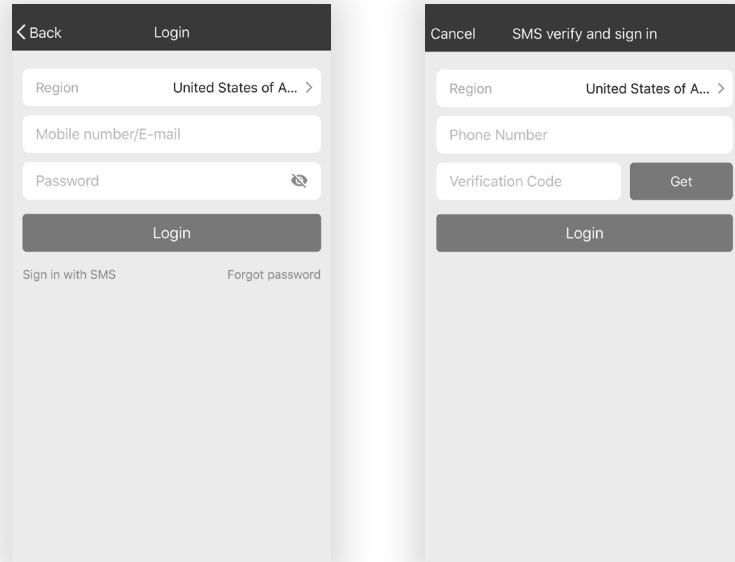 Back
Login
Region
United States of A...
Mobile number/E-mail
Password
Login
Sign in with SMS
Forgot password
Cancel
SMS verify and sign in
Region
United States of A...
Phone Number
Verification Code
Get
Login